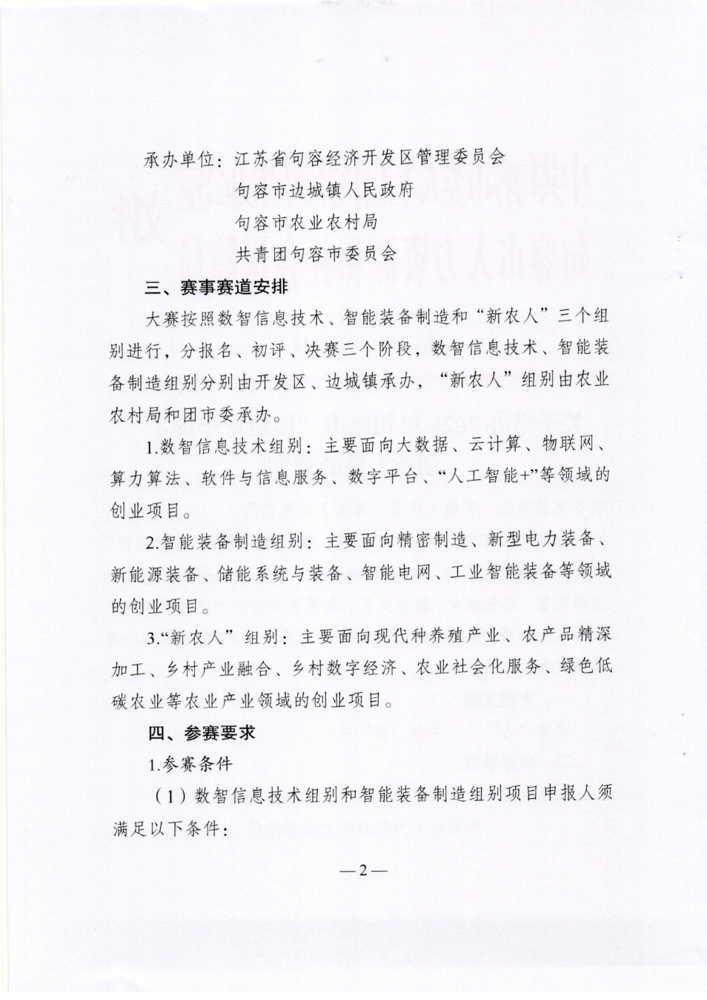 承办单位：江苏省句容经济开发区管理委员会
句容市边城镇人民政府
句容市农业农村局
共青团句容市委员会
三、赛事赛道安排
大赛按照数智信息技术、智能装备制造和“新农人”三个组
别进行，分报名、初评、决赛三个阶段，数智信息技术、智能装
备制造组别分别由开发区、边城镇承办，“新农人”组别由农业
农村局和团市委承办。
1.数智信息技术组别：主要面向大数据、云计算、物联网、
算力算法、软件与信息服务、数字平台、“人工智能+”等领域的
创业项目。
2.智能装备制造组别：主要面向精密制造、新型电力装备、
新能源装备、储能系统与装备、智能电网、工业智能装备等领域
的创业项目。
3.“新农人”组别：主要面向现代种养殖产业、农产品精深
加工、乡村产业融合、乡村数字经济、农业社会化服务、绿色低
碳农业等农业产业领域的创业项目。
四、参赛要求
1.参赛条件
（1）数智信息技术组别和智能装备制造组别项目申报人须
满足以下条件：
—2—